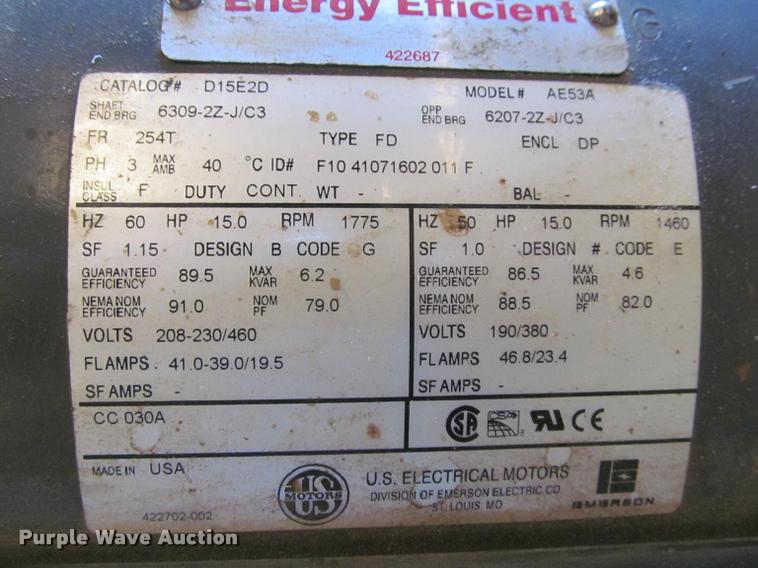 Energy Efficient
G
422687
CATALOG# D15E2D MODEL# AE53A
SHAFT END BRG 6309-2Z-J/C3 OPP END BRG 6207-2Z-J/C3
FR 254T TYPE FD ENCL DP
PH 3 MAX AMB 40 °C ID# F10 41071602 011 F
INSUL CLASS F DUTY CONT. WT - BAL -
HZ 60 HP 15.0 RPM 1775
SF 1.15 DESIGN B CODE G
GUARANTEED EFFICIENCY 89.5 MAX KVAR 6.2
NEMA NOM EFFICIENCY 91.0 NOM PF 79.0
VOLTS 208-230/460
FL AMPS 41.0-39.0/19.5
SF AMPS -
HZ 50 HP 15.0 RPM 1460
SF 1.0 DESIGN # CODE E
GUARANTEED EFFICIENCY 86.5 MAX KVAR 4.6
NEMA NOM EFFICIENCY 88.5 NOM PF 82.0
VOLTS 190/380
FL AMPS 46.8/23.4
SF AMPS -
CC 030A
MADE IN USA
US MOTORS
U.S. ELECTRICAL MOTORS
DIVISION OF EMERSON ELECTRIC CO
ST. LOUIS MO
EMERSON
422702-002
Purple Wave Auction